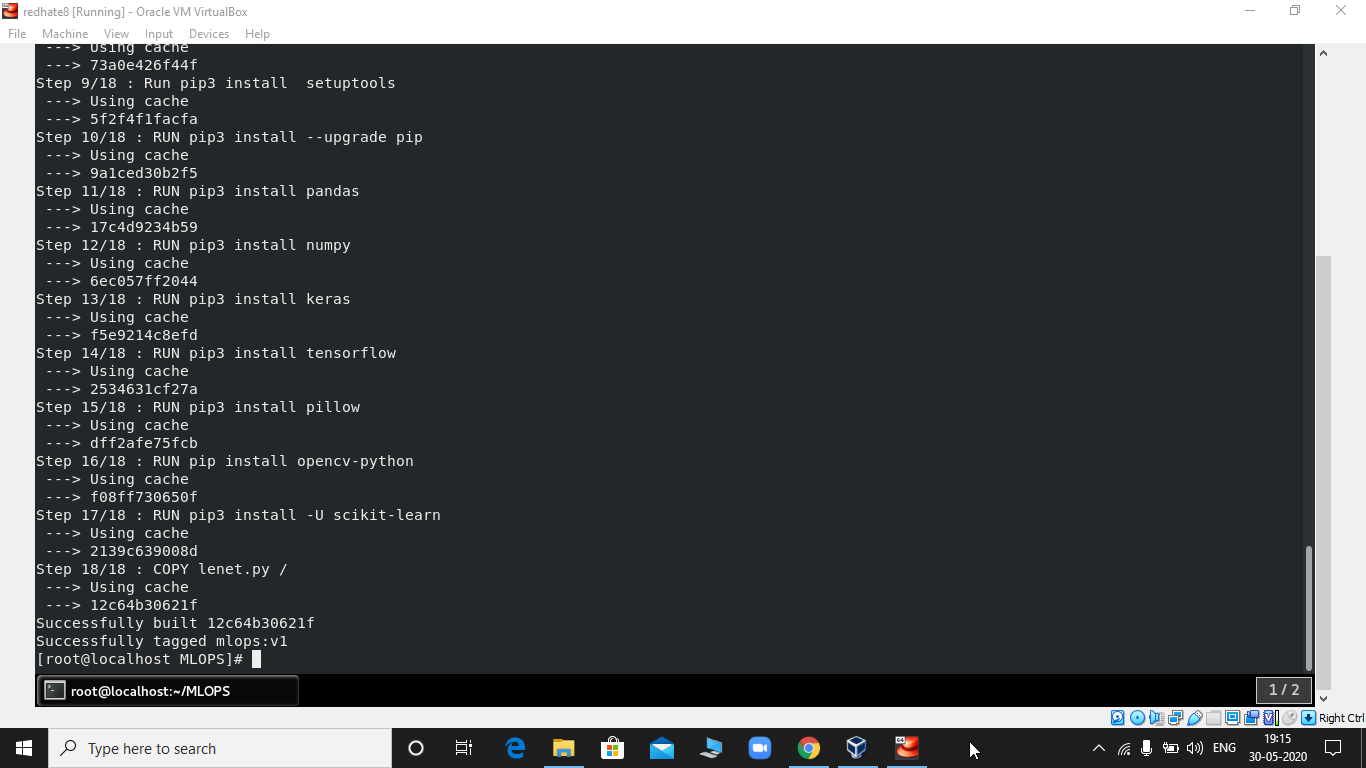 redhate8 [Running] - Oracle VM VirtualBox
File Machine View Input Devices Help
---> Using cache
---> 73a0e426f44f
Step 9/18 : Run pip3 install  setuptools
---> Using cache
---> 5f2f4f1facfa
Step 10/18 : RUN pip3 install --upgrade pip
---> Using cache
---> 9a1ced30b2f5
Step 11/18 : RUN pip3 install pandas
---> Using cache
---> 17c4d9234b59
Step 12/18 : RUN pip3 install numpy
---> Using cache
---> 6ec057ff2044
Step 13/18 : RUN pip3 install keras
---> Using cache
---> f5e9214c8efd
Step 14/18 : RUN pip3 install tensorflow
---> Using cache
---> 2534631cf27a
Step 15/18 : RUN pip3 install pillow
---> Using cache
---> dff2afe75fcb
Step 16/18 : RUN pip install opencv-python
---> Using cache
---> f08ff730650f
Step 17/18 : RUN pip3 install -U scikit-learn
---> Using cache
---> 2139c639008d
Step 18/18 : COPY lenet.py /
---> Using cache
---> 12c64b30621f
Successfully built 12c64b30621f
Successfully tagged mlops:v1
[root@localhost MLOPS]#
root@localhost:~/MLOPS
1 / 2
Right Ctrl
Type here to search
ENG
19:15
30-05-2020